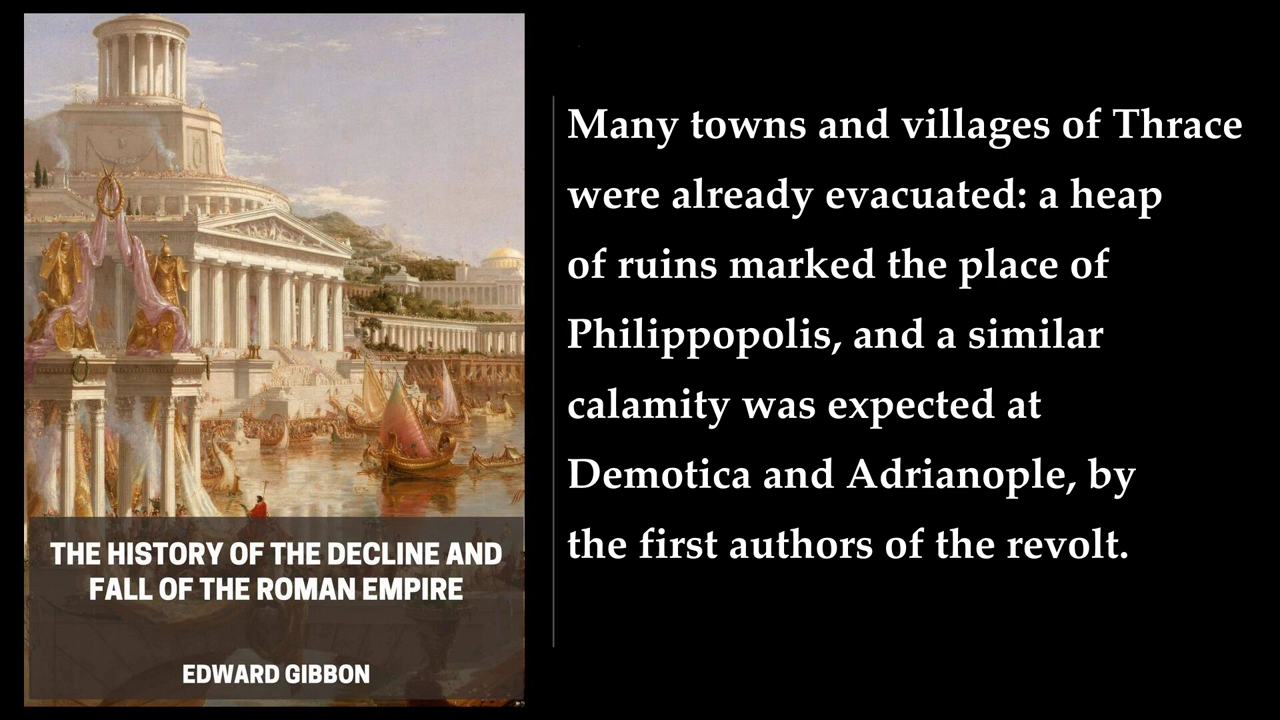 THE HISTORY OF THE DECLINE AND
FALL OF THE ROMAN EMPIRE
EDWARD GIBBON
Many towns and villages of Thrace
were already evacuated: a heap
of ruins marked the place of
Philippopolis, and a similar
calamity was expected at
Demotica and Adrianople, by
the first authors of the revolt.